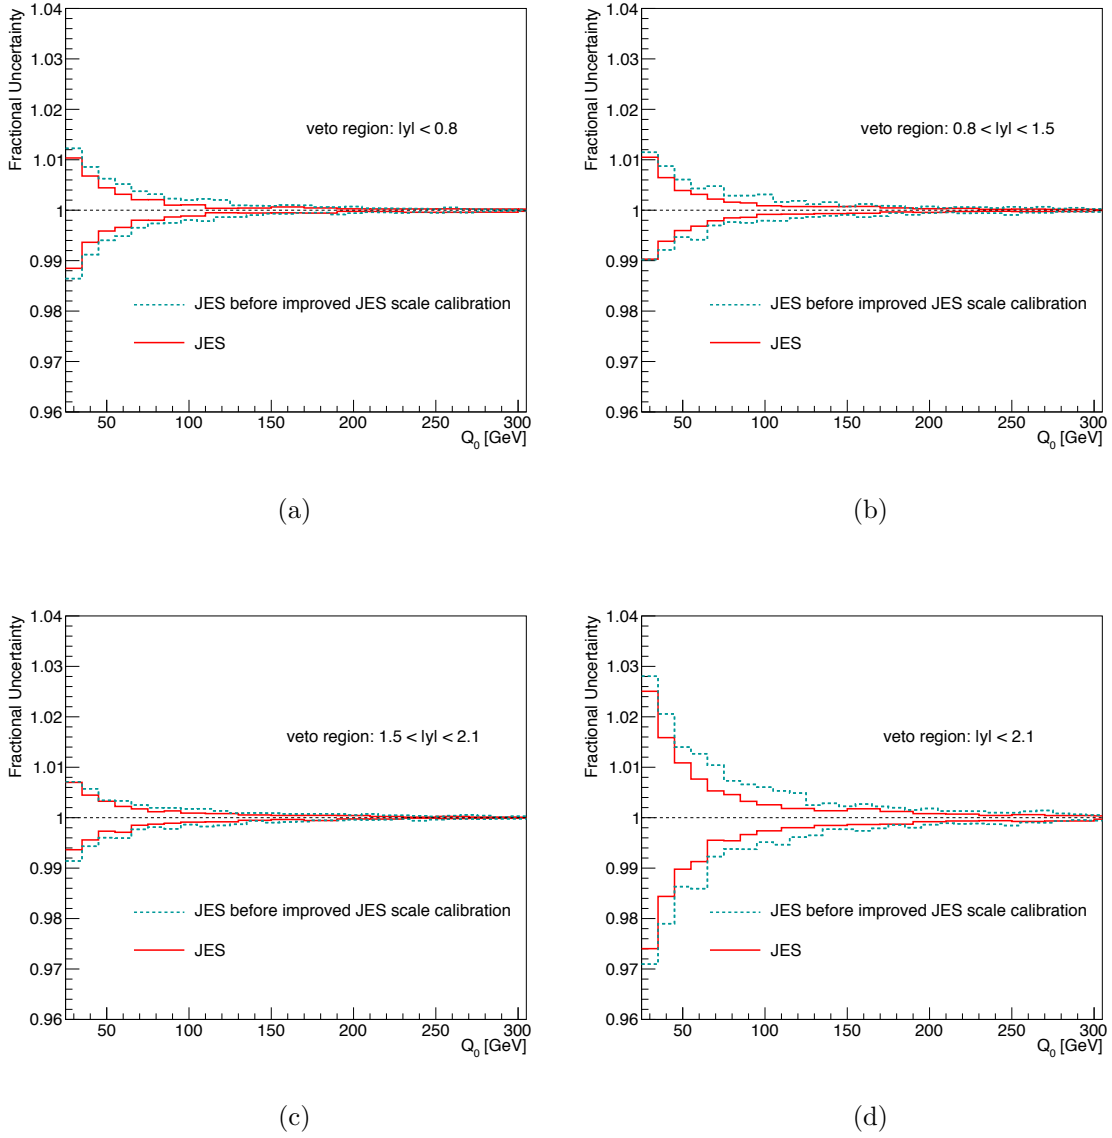 Fractional Uncertainty
1.04
1.03
1.02
1.01
1
0.99
0.98
0.97
0.96
veto region: |y| < 0.8
JES before improved JES scale calibration
JES
50 100 150 200 250 300
Q0 [GeV]
(a)
Fractional Uncertainty
1.04
1.03
1.02
1.01
1
0.99
0.98
0.97
0.96
veto region: 0.8 < |y| < 1.5
JES before improved JES scale calibration
JES
50 100 150 200 250 300
Q0 [GeV]
(b)
Fractional Uncertainty
1.04
1.03
1.02
1.01
1
0.99
0.98
0.97
0.96
veto region: 1.5 < |y| < 2.1
JES before improved JES scale calibration
JES
50 100 150 200 250 300
Q0 [GeV]
(c)
Fractional Uncertainty
1.04
1.03
1.02
1.01
1
0.99
0.98
0.97
0.96
veto region: |y| < 2.1
JES before improved JES scale calibration
JES
50 100 150 200 250 300
Q0 [GeV]
(d)